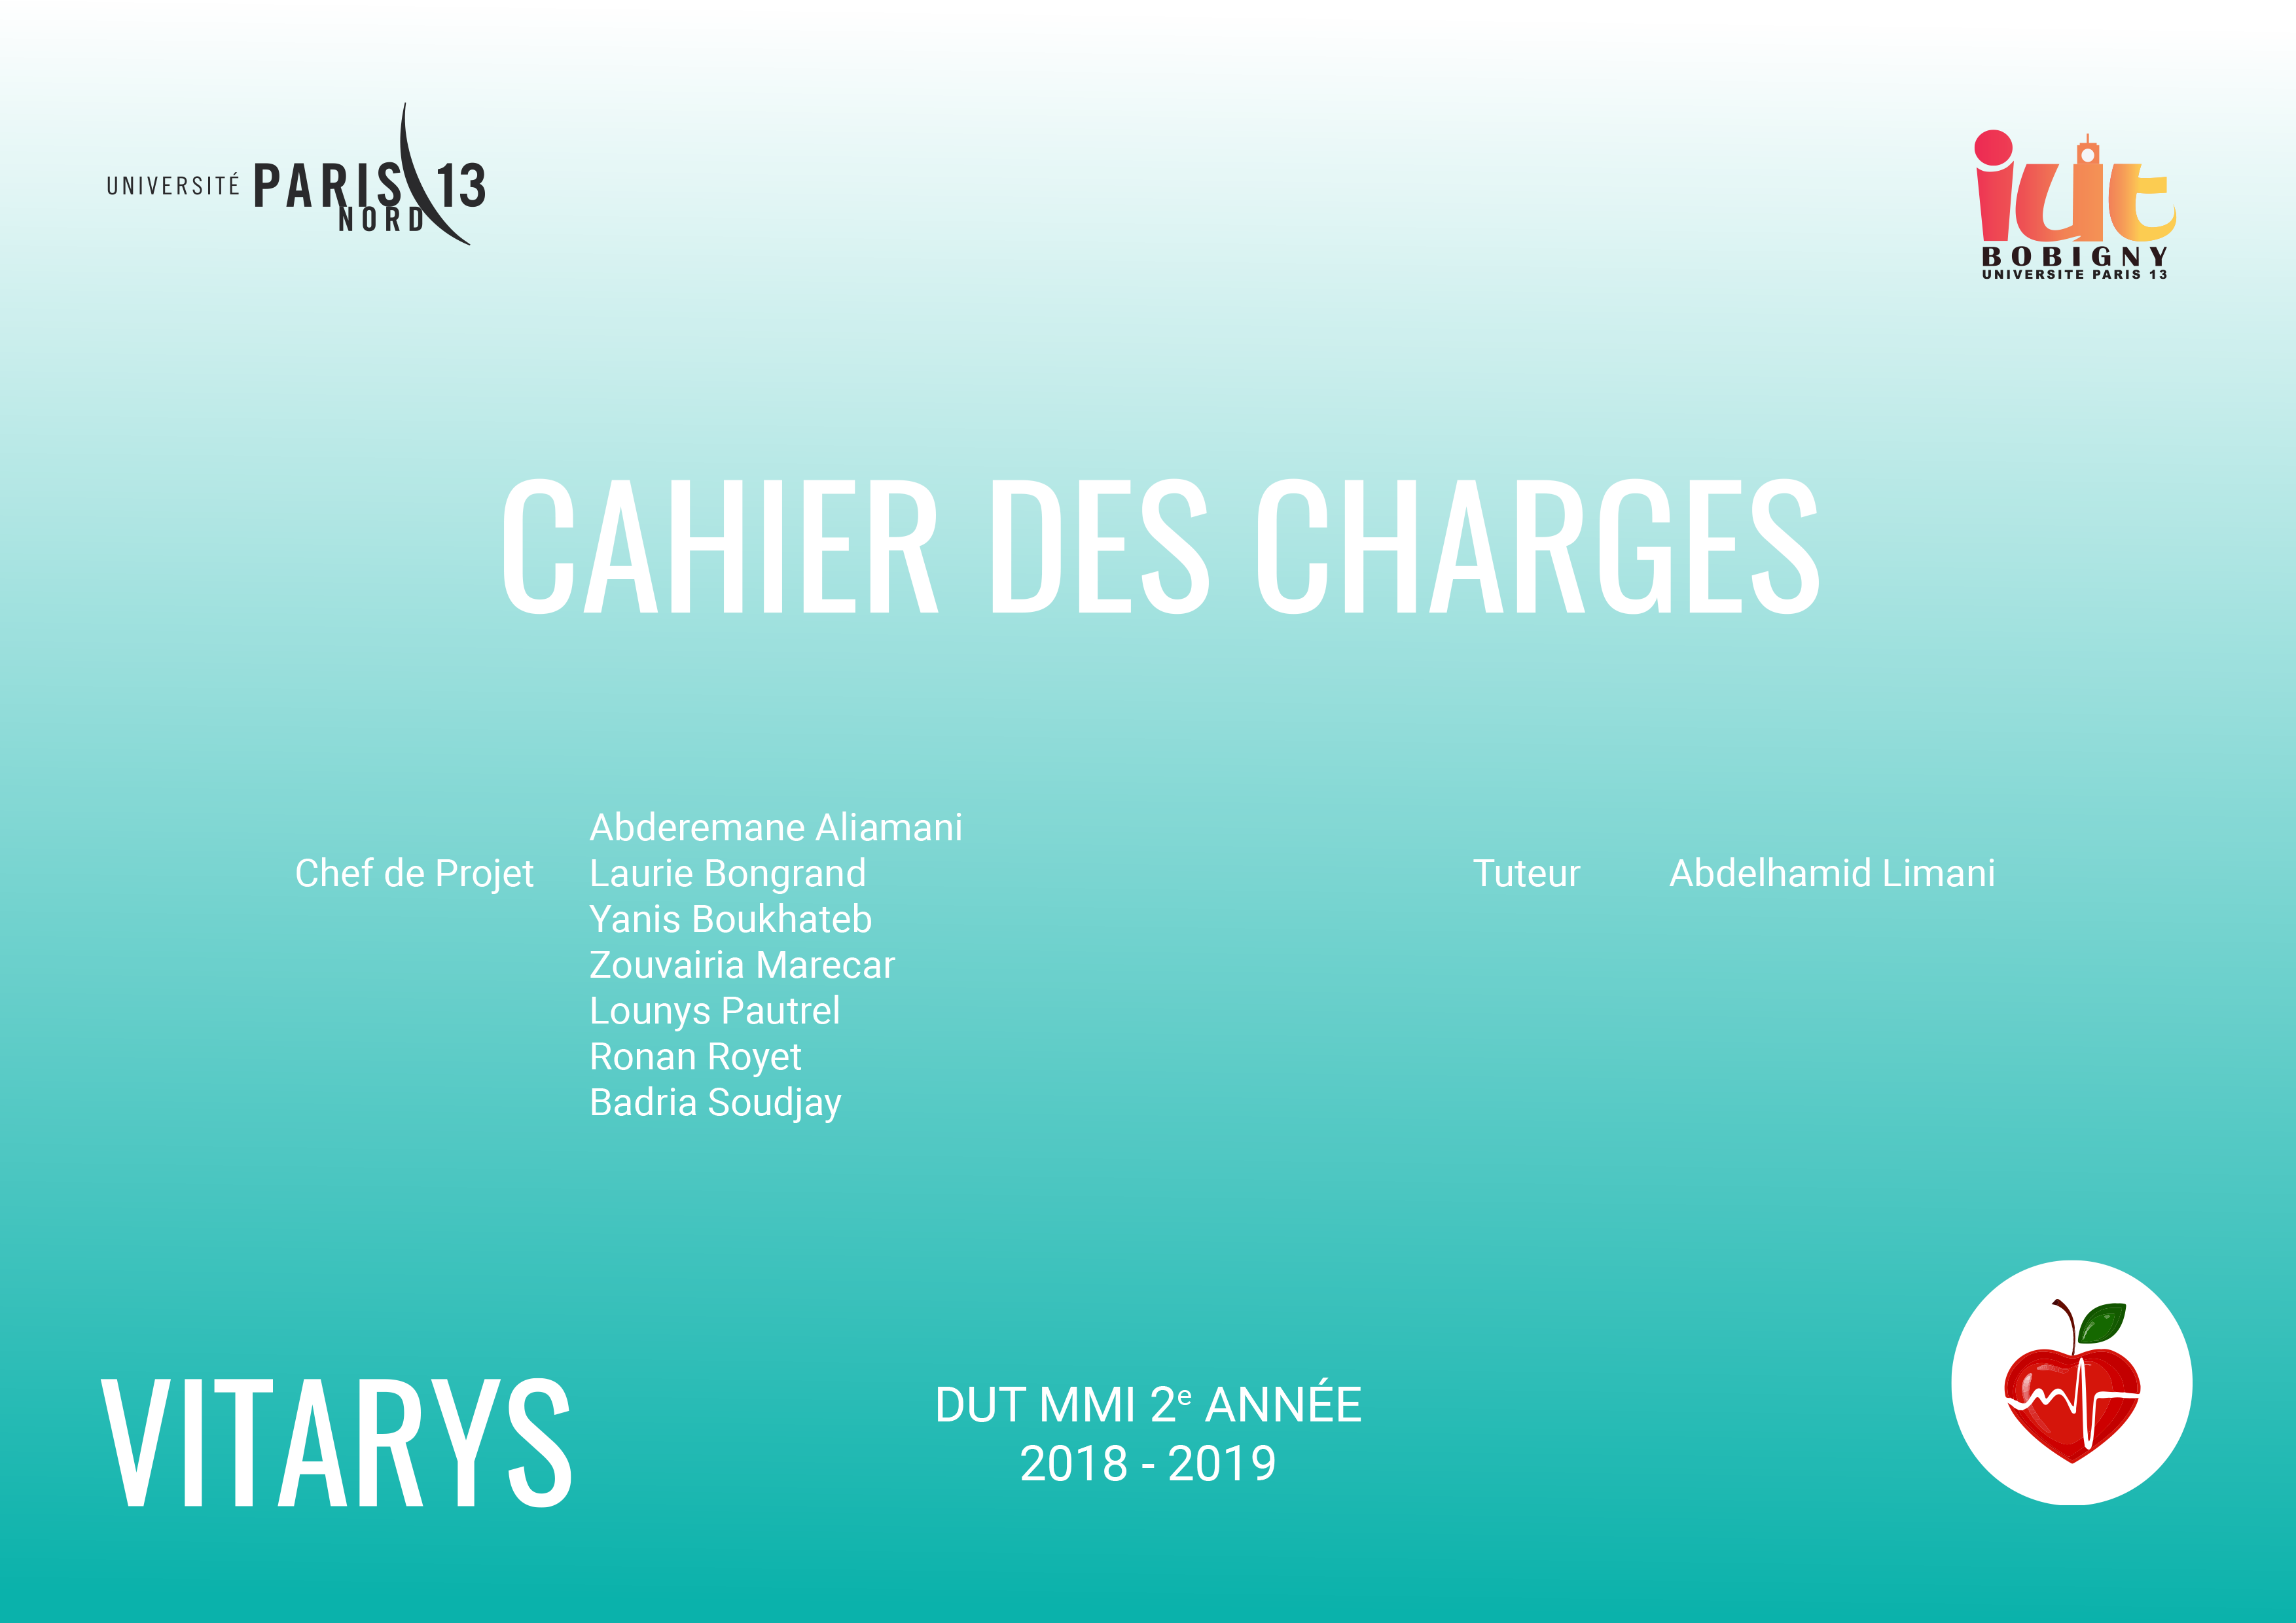 UNIVERSITÉ PARIS 13
NORD
iut
BOBIGNY
UNIVERSITE PARIS 13
CAHIER DES CHARGES
Abderemane Aliamani
Chef de Projet Laurie Bongrand
Yanis Boukhateb
Zouvairia Marecar
Lounys Pautrel
Ronan Royet
Badria Soudjay
Tuteur Abdelhamid Limani
VITARYS
DUT MMI 2e ANNÉE
2018 - 2019